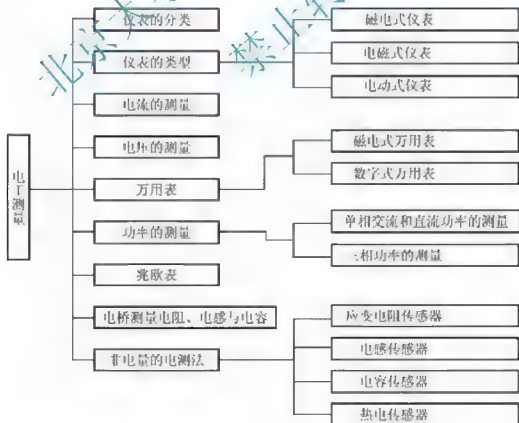 仪表的分类
仪表的类型
磁电式仪表
电磁式仪表
电动式仪表
电流的测量
电压的测量
电工测量
万用表
磁电式万用表
数字式万用表
功率的测量
单相交流和直流功率的测量
三相功率的测量
兆欧表
电桥测量电阻、电感与电容
非电量的电测法
应变电阻传感器
电感传感器
电容传感器
热电传感器
北京
禁止